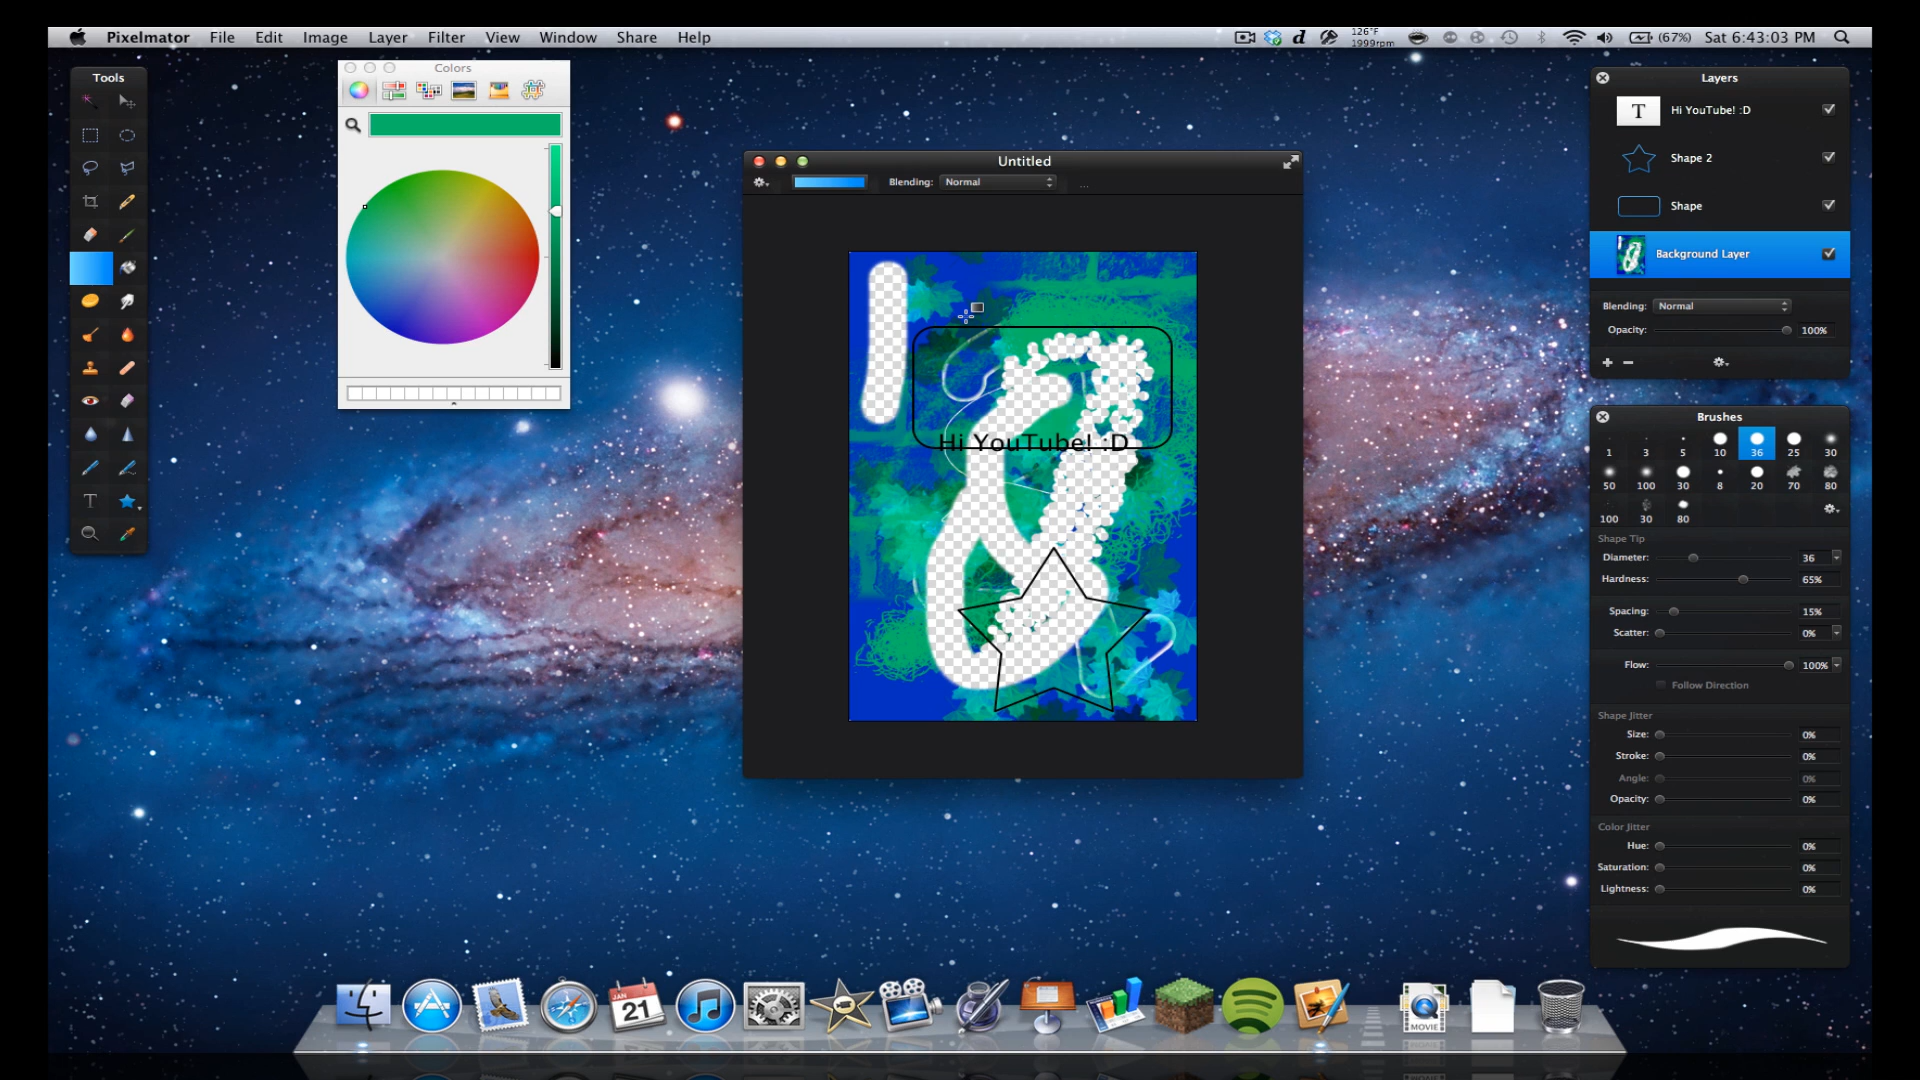 Pixelmator File Edit Image Layer Filter View Window Share Help
126°F
1999rpm
(67%) Sat 6:43:03 PM
Tools
T
Colors
Untitled
Blending: Normal ...
Hi YouTube! :D
Layers
T Hi YouTube! :D
Shape 2
Shape
Background Layer
Blending: Normal
Opacity: 100%
Brushes
1 3 5 10 36 25 30
50 100 30 8 20 70 80
100 30 80
Shape Tip
Diameter: 36
Hardness: 65%
Spacing: 15%
Scatter: 0%
Flow: 100%
Follow Direction
Shape Jitter
Size: 0%
Stroke: 0%
Angle: 0%
Opacity: 0%
Color Jitter
Hue: 0%
Saturation: 0%
Lightness: 0%
JAN
21
MOVIE